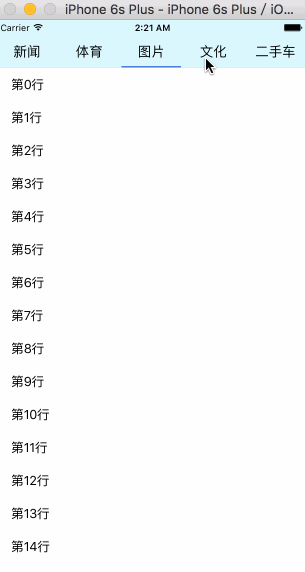 iPhone 6s Plus - iPhone 6s Plus / iO...
Carrier 2:21 AM
新闻 体育 图片 文化 二手车
第0行
第1行
第2行
第3行
第4行
第5行
第6行
第7行
第8行
第9行
第10行
第11行
第12行
第13行
第14行